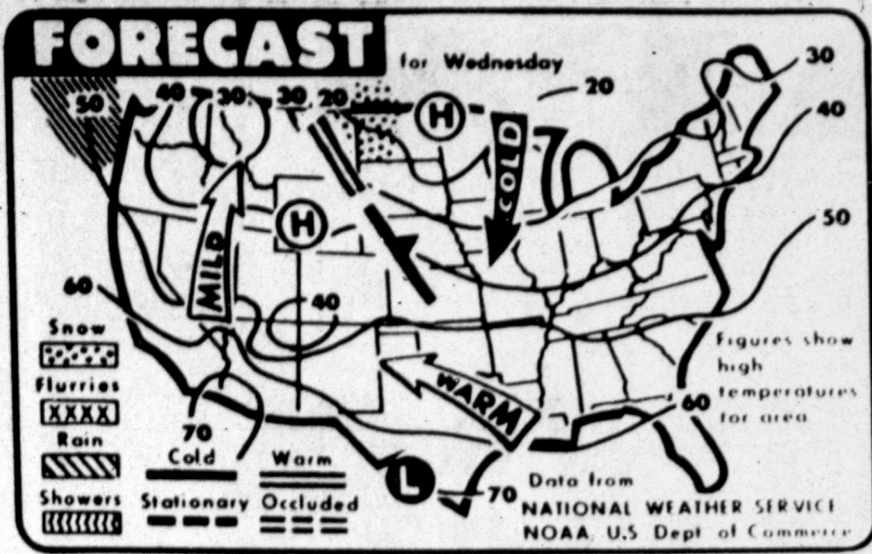 FORECAST
for Wednesday
30
20
40
50 40 30 30 20
H
COLD
50
H
MILD
60
40
Snow
Figures show
Flurries
high
XXXX
temperatures
WARM
60
for area
Rain
70
Cold Warm
L
70
Data from
Showers
Stationary Occluded
NATIONAL WEATHER SERVICE
NOAA, U.S Dept of Commerce